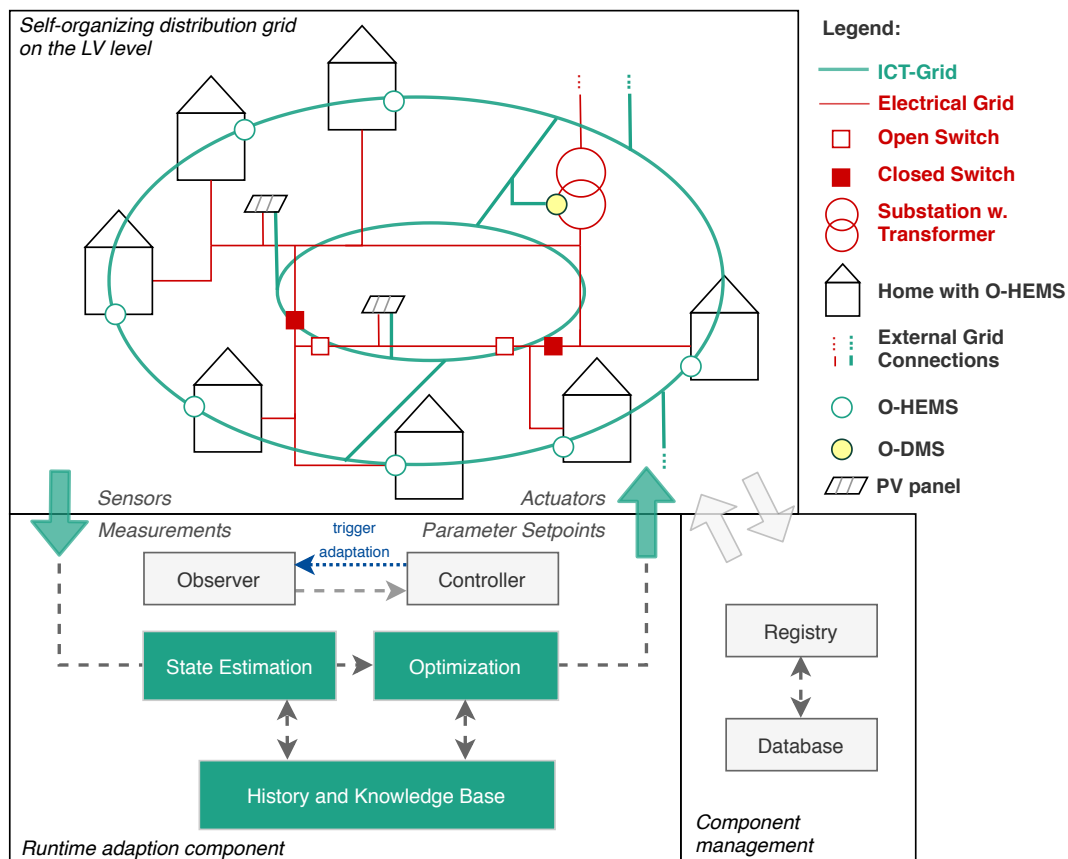 Self-organizing distribution grid
on the LV level
Legend:
ICT-Grid
Electrical Grid
Open Switch
Closed Switch
Substation w.
Transformer
Home with O-HEMS
External Grid
Connections
O-HEMS
O-DMS
PV panel
Sensors
Actuators
Measurements
Parameter Setpoints
trigger
adaptation
Observer
Controller
State Estimation
Optimization
History and Knowledge Base
Runtime adaption component
Registry
Database
Component
management